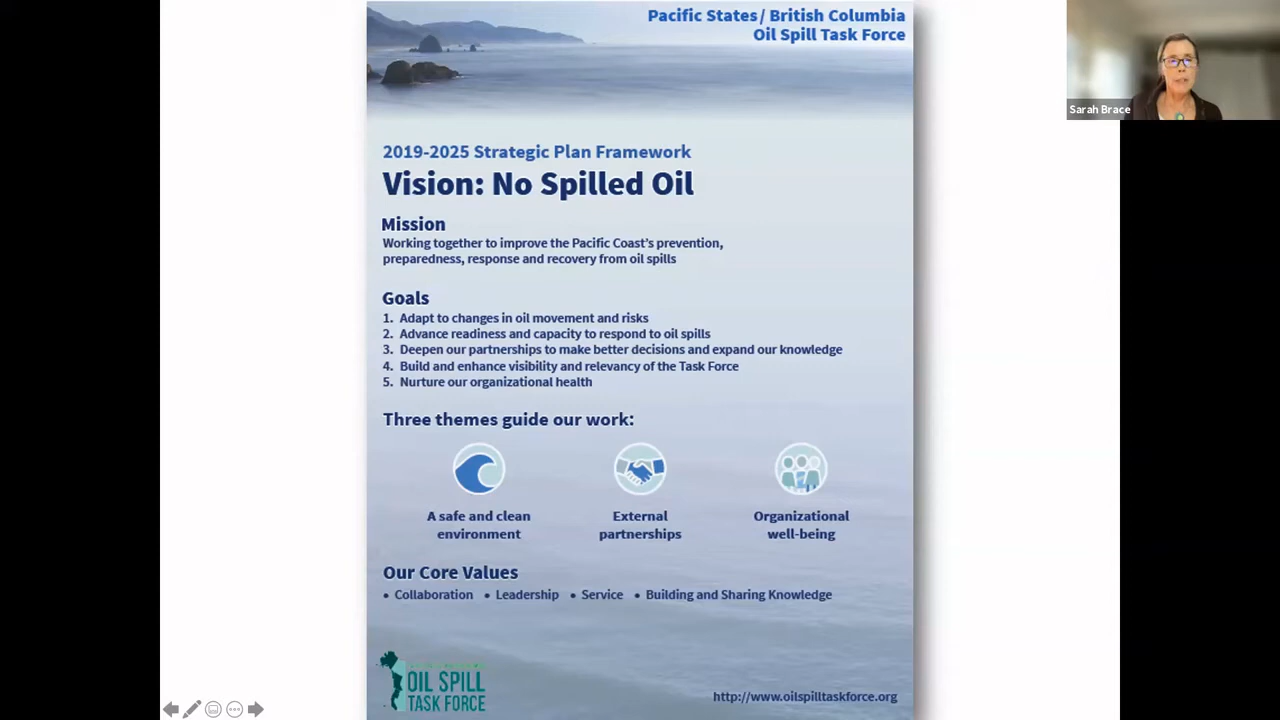 Pacific States/ British Columbia
Oil Spill Task Force
Sarah Brace
2019-2025 Strategic Plan Framework
Vision: No Spilled Oil
Mission
Working together to improve the Pacific Coast's prevention,
preparedness, response and recovery from oil spills
Goals
1. Adapt to changes in oil movement and risks
2. Advance readiness and capacity to respond to oil spills
3. Deepen our partnerships to make better decisions and expand our knowledge
4. Build and enhance visibility and relevancy of the Task Force
5. Nurture our organizational health
Three themes guide our work:
A safe and clean
environment
External
partnerships
Organizational
well-being
Our Core Values
• Collaboration • Leadership • Service • Building and Sharing Knowledge
OIL SPILL
TASK FORCE
http://www.oilspilltaskforce.org